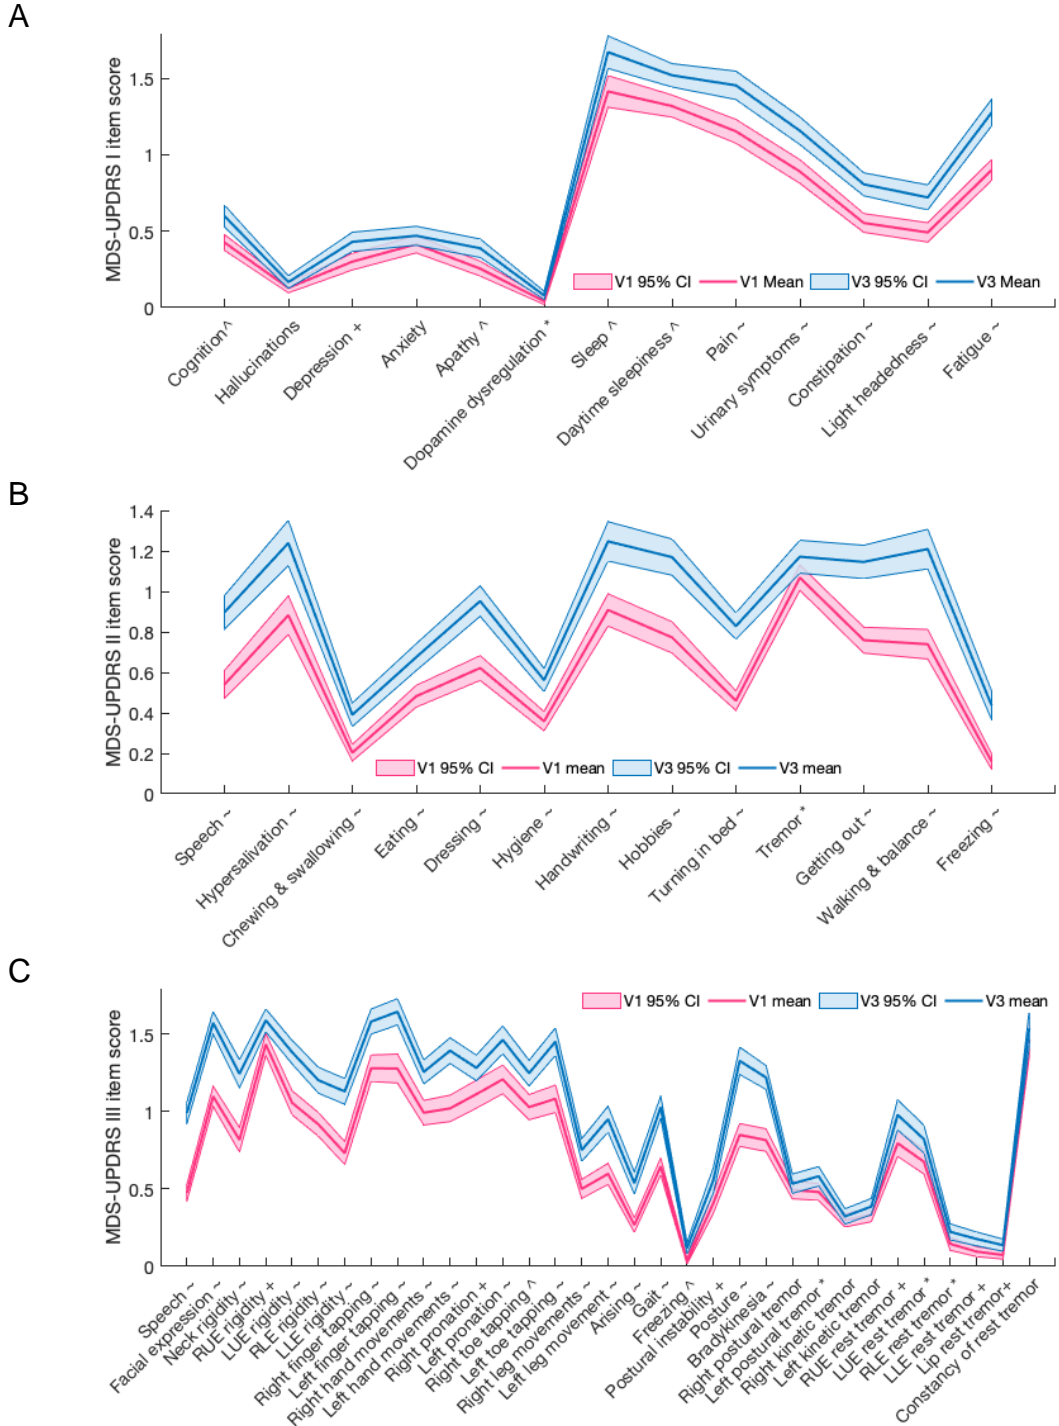 A
MDS-UPDRS I item score
1.5
1
0.5
0
V1 95% CI V1 Mean V3 95% CI V3 Mean
Cognition^
Hallucinations
Depression +
Anxiety
Apathy ^
Dopamine dysregulation *
Sleep ^
Daytime sleepiness ^
Pain ~
Urinary symptoms ~
Constipation ~
Light headedness ~
Fatigue ~
B
MDS-UPDRS II item score
1.4
1.2
1
0.8
0.6
0.4
0.2
0
V1 95% CI V1 mean V3 95% CI V3 mean
Speech ~
Hypersalivation ~
Chewing & swallowing ~
Eating ~
Dressing ~
Hygiene ~
Handwriting ~
Hobbies ~
Turning in bed ~
Tremor*
Getting out ~
Walking & balance ~
Freezing ~
C
MDS-UPDRS III item score
1.5
1
0.5
0
V1 95% CI V1 mean V3 95% CI V3 mean
Speech ~
Facial expression ~
Neck rigidity ~
RUE rigidity +
LUE rigidity ~
RLE rigidity ~
LLE rigidity ~
Right finger tapping ~
Left finger tapping ~
Right hand movements ~
Left hand movements ~
Right pronation +
Left pronation ~
Right toe tapping ^
Left toe tapping ~
Right leg movements ~
Left leg movement ~
Arising ~
Gait ~
Freezing ^
Postural instability +
Posture ~
Bradykinesia ~
Right postural tremor
Left postural tremor *
Right kinetic tremor
Left kinetic tremor
RUE rest tremor +
LUE rest tremor *
RLE rest tremor *
LLE rest tremor +
Lip rest tremor+
Constancy of rest tremor